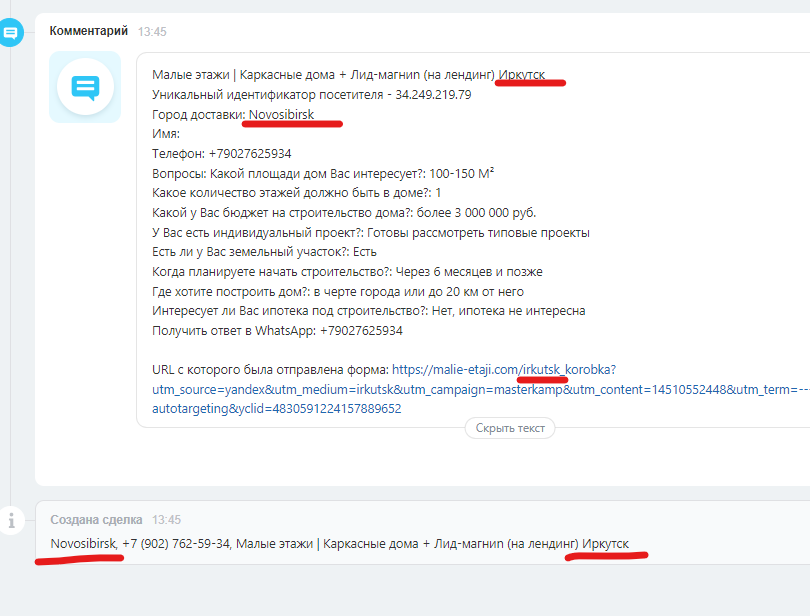 Комментарий 13:45
Малые этажи | Каркасные дома + Лид-магнип (на лендинг) Иркутск
Уникальный идентификатор посетителя - 34.249.219.79
Город доставки: Novosibirsk
Имя:
Телефон: +79027625934
Вопросы: Какой площади дом Вас интересует?: 100-150 М²
Какое количество этажей должно быть в доме?: 1
Какой у Вас бюджет на строительство дома?: более 3 000 000 руб.
У Вас есть индивидуальный проект?: Готовы рассмотреть типовые проекты
Есть ли у Вас земельный участок?: Есть
Когда планируете начать строительство?: Через 6 месяцев и позже
Где хотите построить дом?: в черте города или до 20 км от него
Интересует ли Вас ипотека под строительство?: Нет, ипотека не интересна
Получить ответ в WhatsApp: +79027625934
URL с которого была отправлена форма: https://malie-etaji.com/irkutsk_korobka?
utm_source=yandex&utm_medium=irkutsk&utm_campaign=masterkamp&utm_content=14510552448&utm_term=---
autotargeting&yclid=4830591224157889652
Скрыть текст
Создана сделка 13:45
Novosibirsk, +7 (902) 762-59-34, Малые этажи | Каркасные дома + Лид-магнип (на лендинг) Иркутск